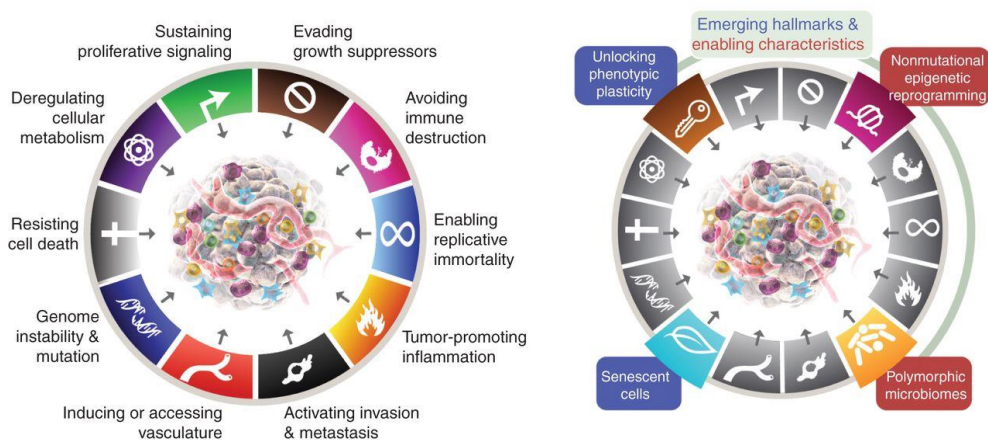 Sustaining
proliferative signaling
Evading
growth suppressors
Deregulating
cellular
metabolism
Avoiding
immune
destruction
Resisting
cell death
Enabling
replicative
immortality
Genome
instability &
mutation
Tumor-promoting
inflammation
Inducing or accessing
vasculature
Activating invasion
& metastasis
Emerging hallmarks &
enabling characteristics
Unlocking
phenotypic
plasticity
Nonmutational
epigenetic
reprogramming
Senescent
cells
Polymorphic
microbiomes